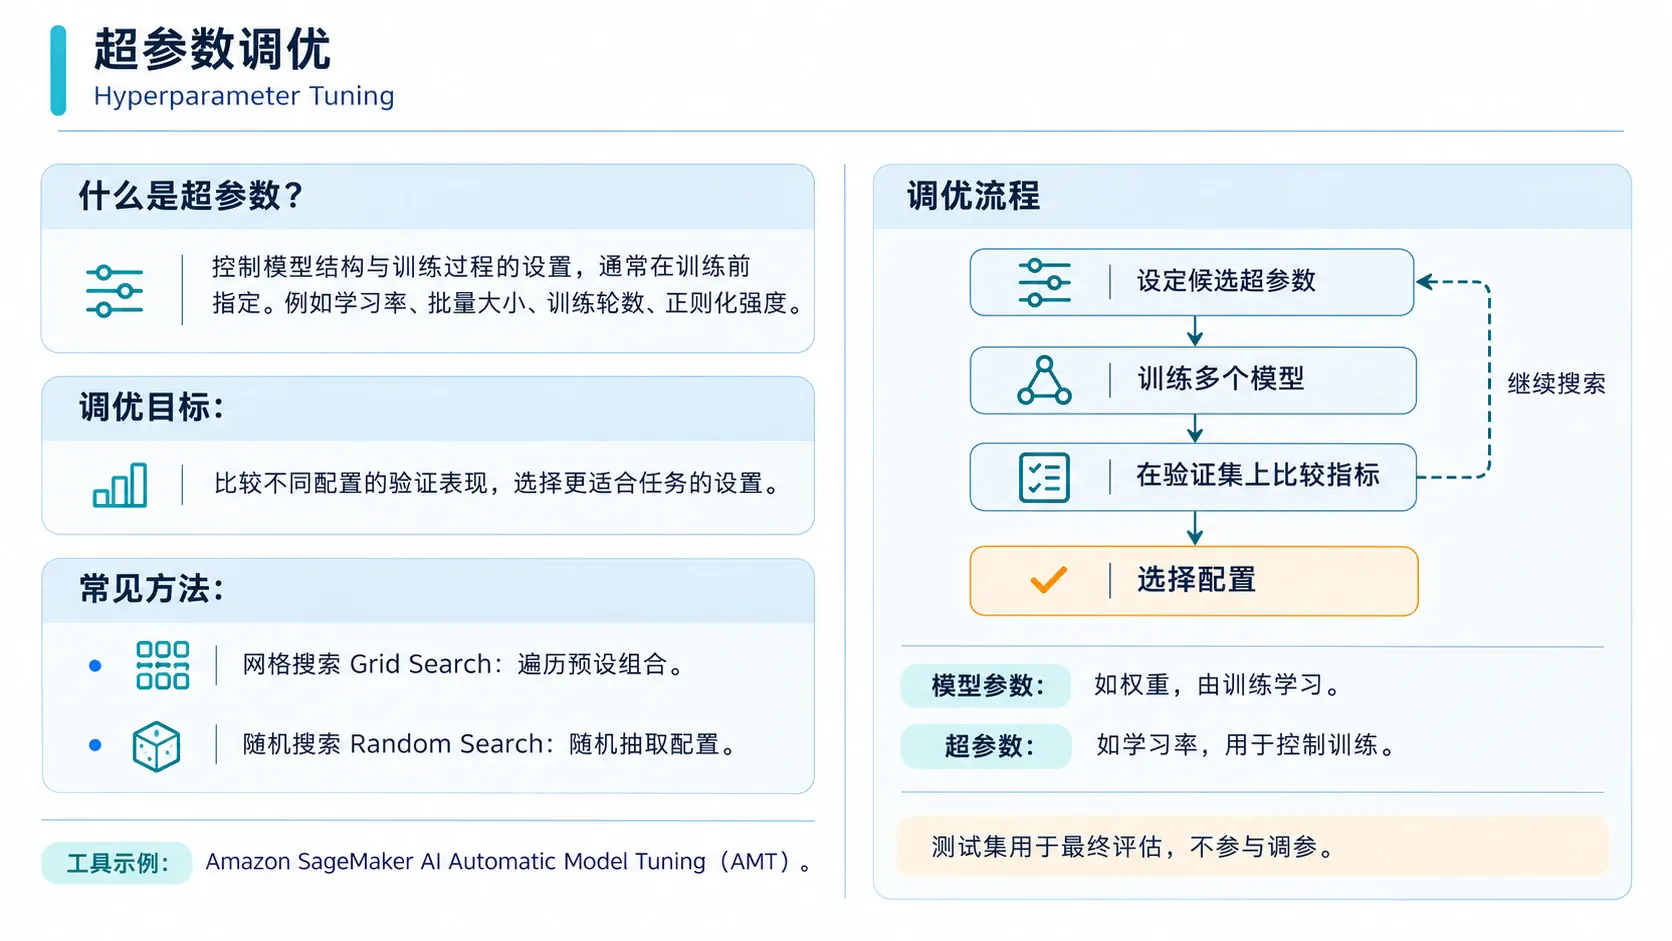 超参数调优
Hyperparameter Tuning
什么是超参数？
控制模型结构与训练过程的设置，通常在训练前
指定。例如学习率、批量大小、训练轮数、正则化强度。
调优目标：
比较不同配置的验证表现，选择更适合任务的设置。
常见方法：
网格搜索 Grid Search：遍历预设组合。
随机搜索 Random Search：随机抽取配置。
工具示例：
Amazon SageMaker AI Automatic Model Tuning（AMT）。
调优流程
设定候选超参数
训练多个模型
继续搜索
在验证集上比较指标
选择配置
模型参数：
如权重，由训练学习。
超参数：
如学习率，用于控制训练。
测试集用于最终评估，不参与调参。